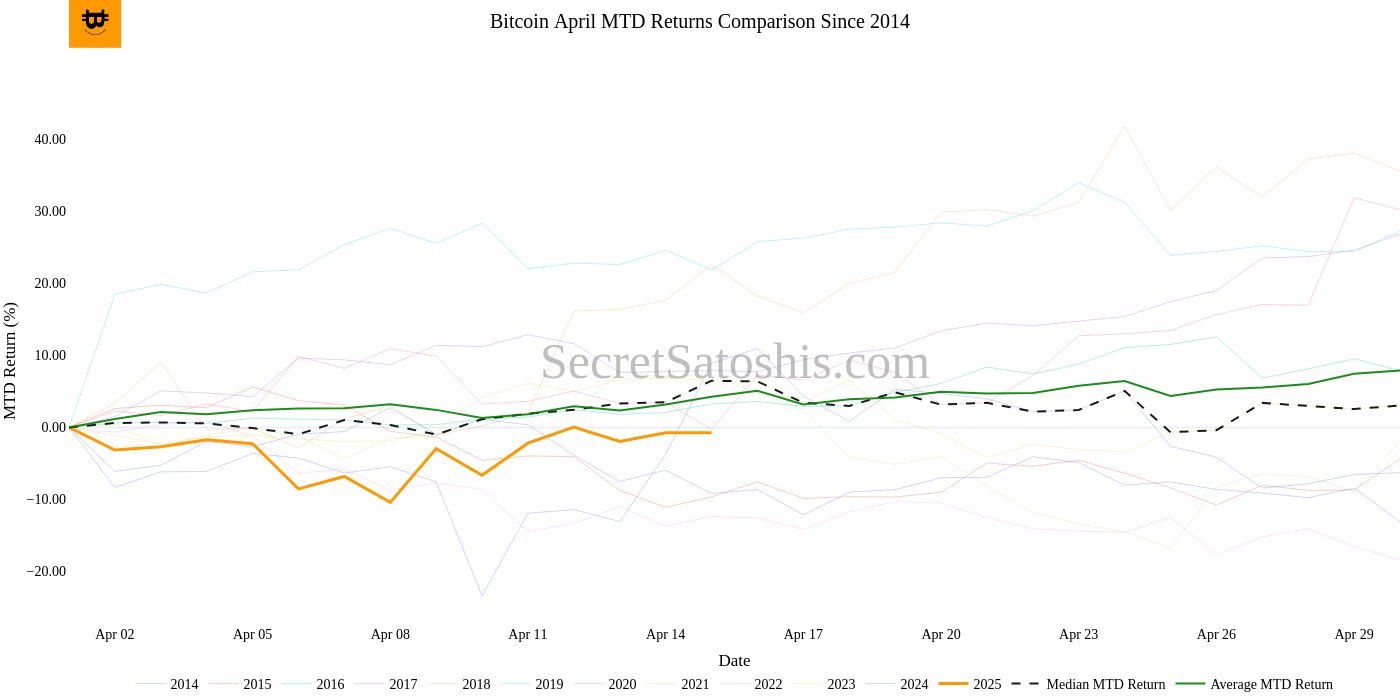 Bitcoin April MTD Returns Comparison Since 2014
40.00
30.00
20.00
10.00
0.00
−10.00
−20.00
MTD Return (%)
SecretSatoshis.com
Apr 02 Apr 05 Apr 08 Apr 11 Apr 14 Apr 17 Apr 20 Apr 23 Apr 26 Apr 29
Date
2014 2015 2016 2017 2018 2019 2020 2021 2022 2023 2024 2025 Median MTD Return Average MTD Return